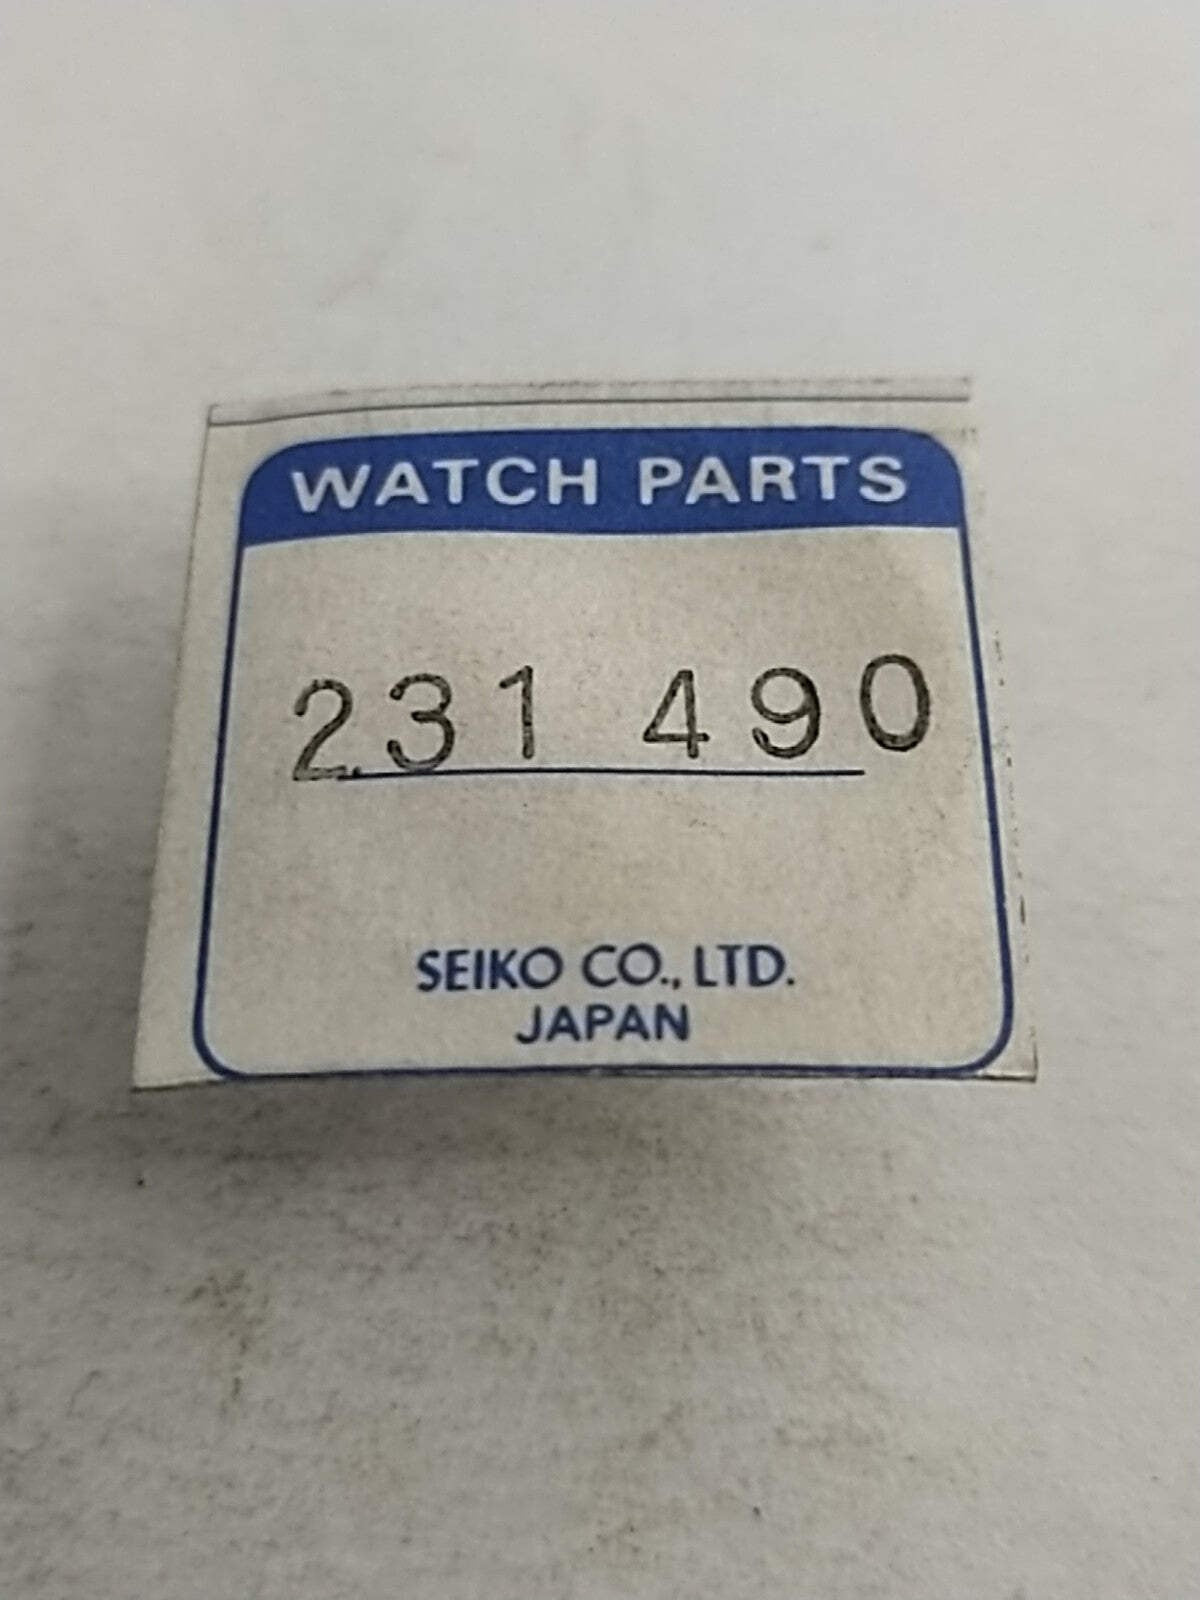 WATCH PARTS
231 490
SEIKO CO., LTD.
JAPAN